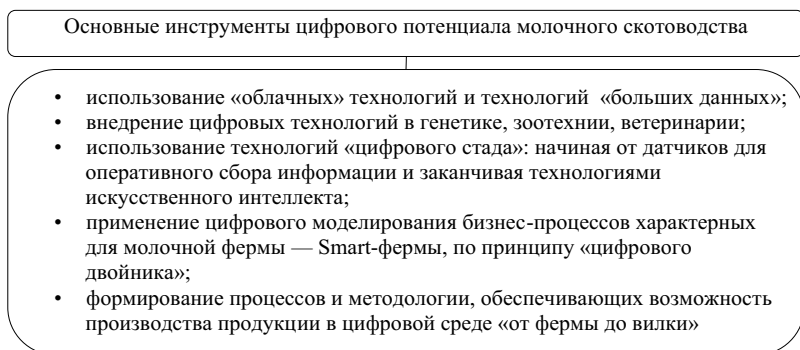 Основные инструменты цифрового потенциала молочного скотоводства
• использование «облачных» технологий и технологий «больших данных»;
• внедрение цифровых технологий в генетике, зоотехнии, ветеринарии;
• использование технологий «цифрового стада»: начиная от датчиков для
оперативного сбора информации и заканчивая технологиями
искусственного интеллекта;
• применение цифрового моделирования бизнес-процессов характерных
для молочной фермы — Smart-фермы, по принципу «цифрового
двойника»;
• формирование процессов и методологии, обеспечивающих возможность
производства продукции в цифровой среде «от фермы до вилки»